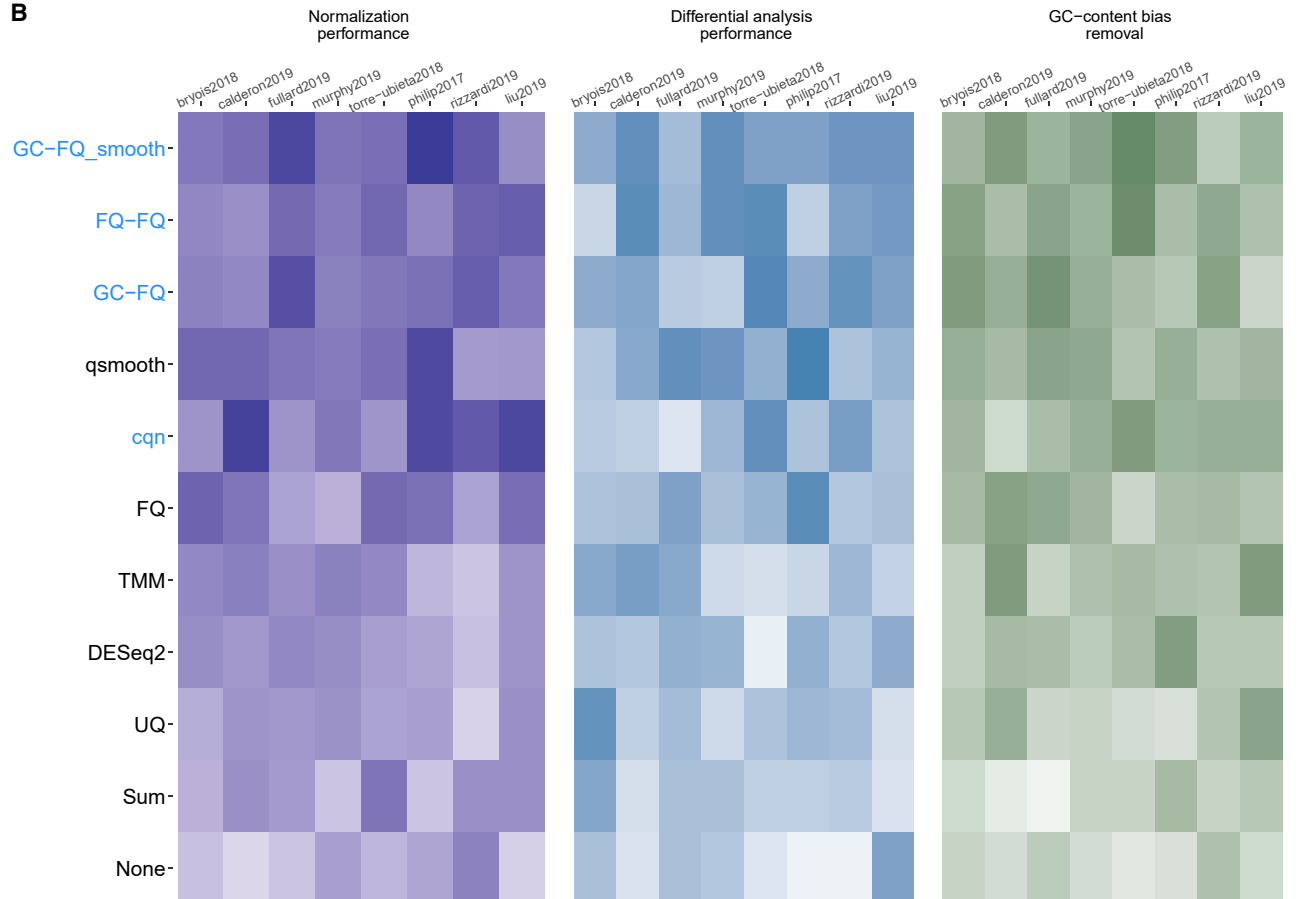 B
Normalization
performance
Differential analysis
performance
GC−content bias
removal
bryois2018 calderon2019 fullard2019 murphy2019 torre−ubieta2018 philip2017 rizzardi2019 liu2019
bryois2018 calderon2019 fullard2019 murphy2019 torre−ubieta2018 philip2017 rizzardi2019 liu2019
bryois2018 calderon2019 fullard2019 murphy2019 torre−ubieta2018 philip2017 rizzardi2019 liu2019
GC−FQ_smooth
FQ−FQ
GC−FQ
qsmooth
cqn
FQ
TMM
DESeq2
UQ
Sum
None